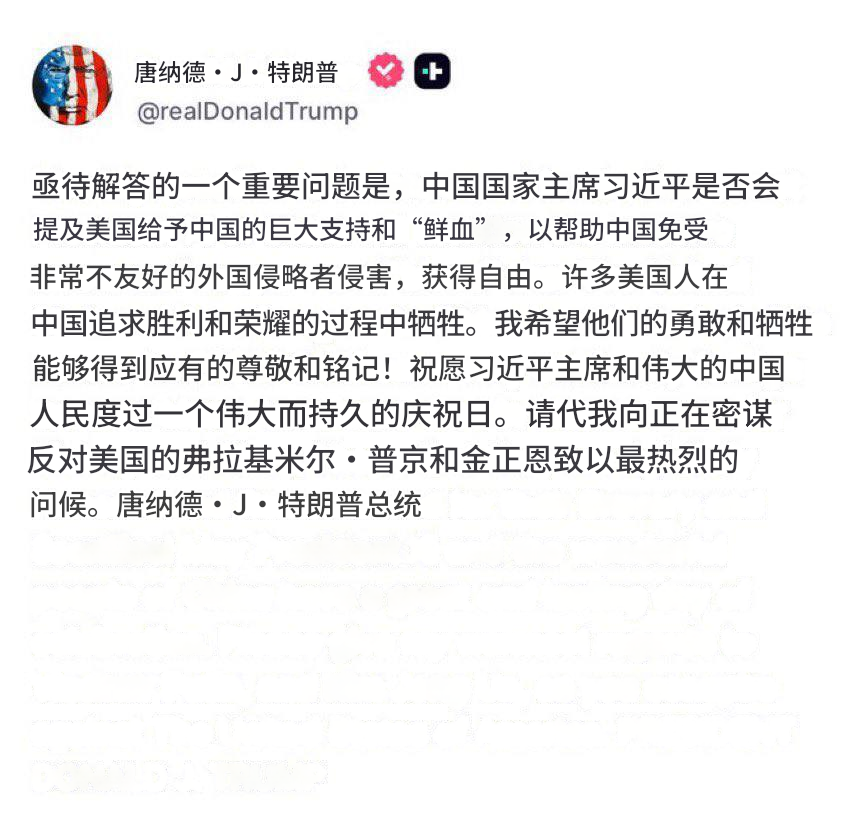 唐纳德·J·特朗普
@realDonaldTrump
亟待解答的一个重要问题是，中国国家主席习近平是否会
提及美国给予中国的巨大支持和“鲜血”，以帮助中国免受
非常不友好的外国侵略者侵害，获得自由。许多美国人在
中国追求胜利和荣耀的过程中牺牲。我希望他们的勇敢和牺牲
能够得到应有的尊敬和铭记！祝愿习近平主席和伟大的中国
人民度过一个伟大而持久的庆祝日。请代我向正在密谋
反对美国的弗拉基米尔·普京和金正恩致以最热烈的
问候。唐纳德·J·特朗普总统